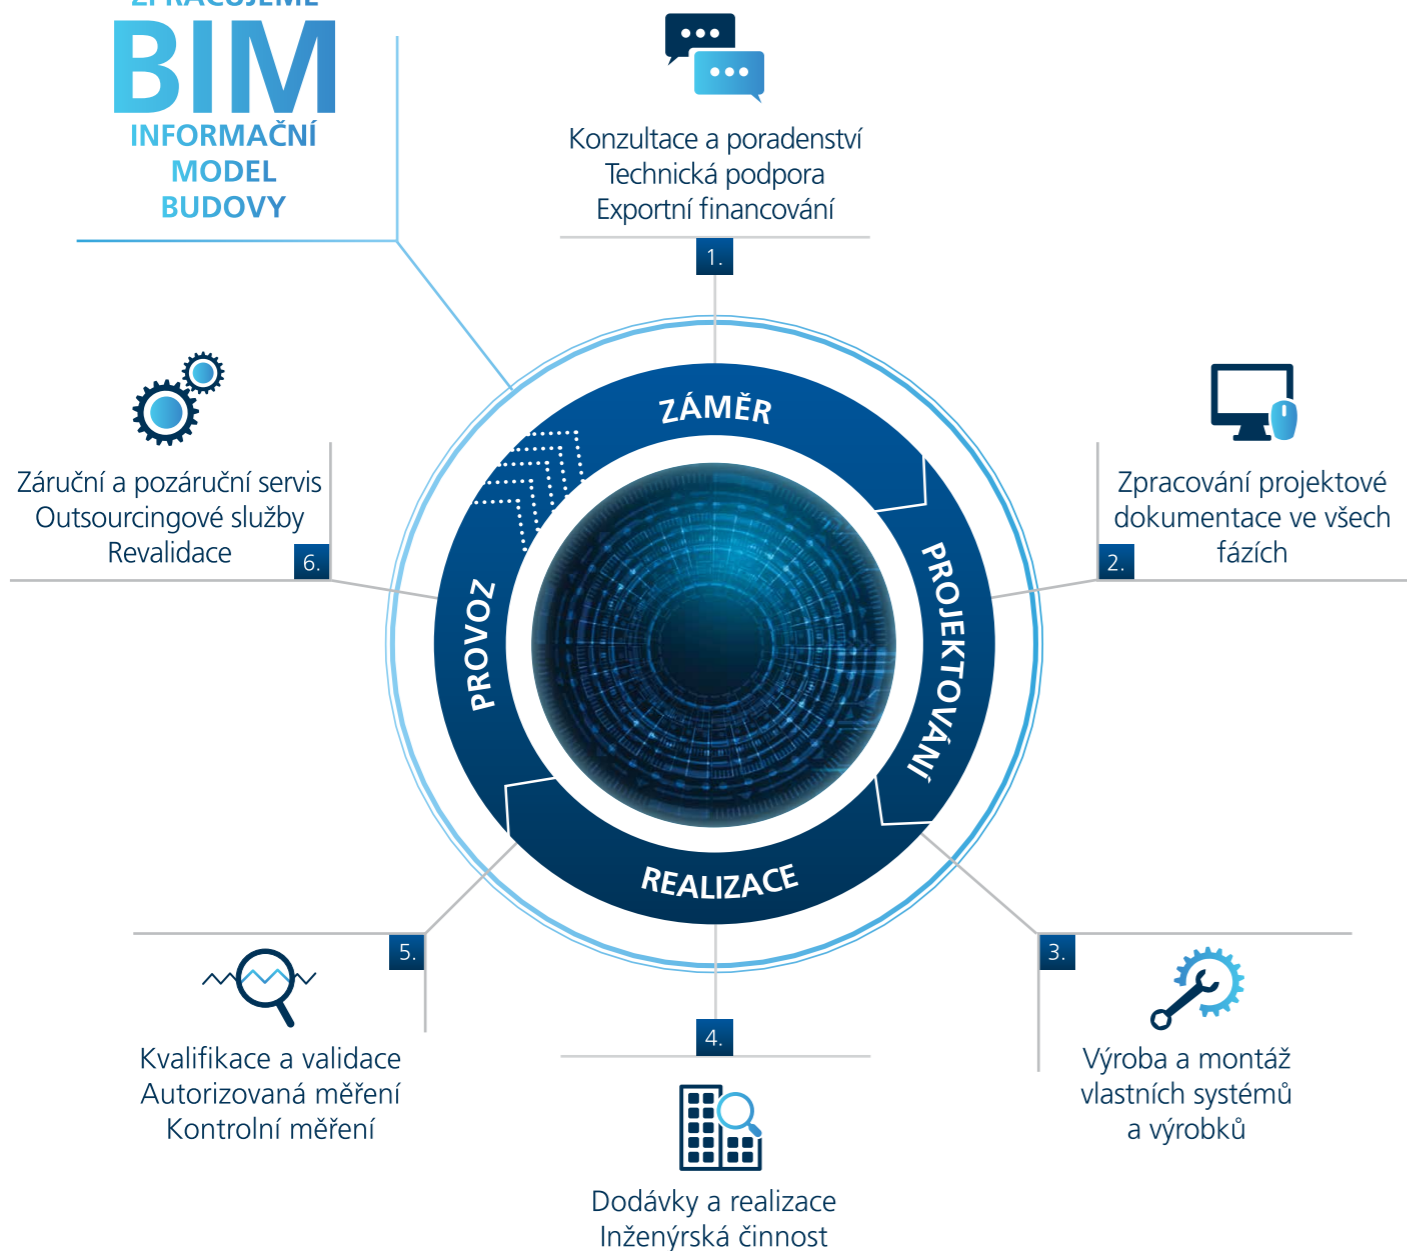 ZPRACUJEME
BIM
INFORMAČNÍ
MODEL
BUDOVY
Konzultace a poradenství
Technická podpora
Exportní financování
1.
ZÁMĚR
PROJEKTOVÁNÍ
REALIZACE
PROVOZ
Zpracování projektové
dokumentace ve všech
fázích
2.
3.
Výroba a montáž
vlastních systémů
a výrobků
4.
Dodávky a realizace
Inženýrská činnost
5.
Kvalifikace a validace
Autorizovaná měření
Kontrolní měření
Záruční a pozáruční servis
Outsourcingové služby
Revalidace
6.